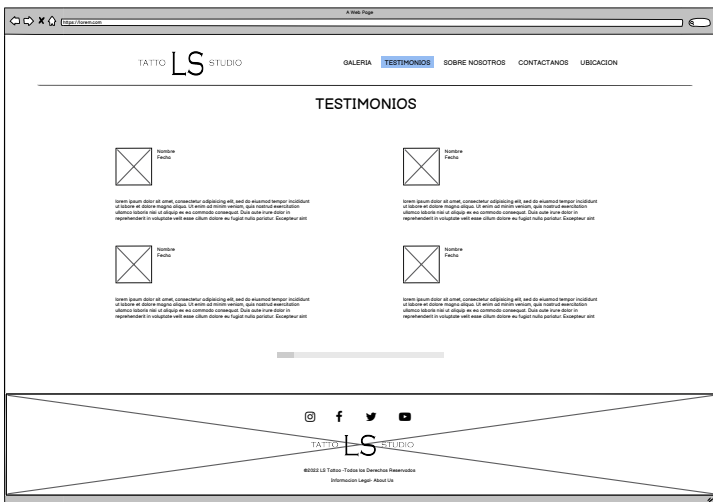 A Web Page
https://lorem.com
TATTO LS STUDIO
GALERIA TESTIMONIOS SOBRE NOSOTROS CONTACTANOS UBICACION
TESTIMONIOS
Nombre
Fecha
lorem ipsum dolor sit amet, consectetur adipisicing elit, sed do eiusmod tempor incididunt
ut labore et dolore magna aliqua. Ut enim ad minim veniam, quis nostrud exercitation
ullamco laboris nisi ut aliquip ex ea commodo consequat. Duis aute irure dolor in
reprehenderit in voluptate velit esse cillum dolore eu fugiat nulla pariatur. Excepteur sint
Nombre
Fecha
lorem ipsum dolor sit amet, consectetur adipisicing elit, sed do eiusmod tempor incididunt
ut labore et dolore magna aliqua. Ut enim ad minim veniam, quis nostrud exercitation
ullamco laboris nisi ut aliquip ex ea commodo consequat. Duis aute irure dolor in
reprehenderit in voluptate velit esse cillum dolore eu fugiat nulla pariatur. Excepteur sint
Nombre
Fecha
lorem ipsum dolor sit amet, consectetur adipisicing elit, sed do eiusmod tempor incididunt
ut labore et dolore magna aliqua. Ut enim ad minim veniam, quis nostrud exercitation
ullamco laboris nisi ut aliquip ex ea commodo consequat. Duis aute irure dolor in
reprehenderit in voluptate velit esse cillum dolore eu fugiat nulla pariatur. Excepteur sint
Nombre
Fecha
lorem ipsum dolor sit amet, consectetur adipisicing elit, sed do eiusmod tempor incididunt
ut labore et dolore magna aliqua. Ut enim ad minim veniam, quis nostrud exercitation
ullamco laboris nisi ut aliquip ex ea commodo consequat. Duis aute irure dolor in
reprehenderit in voluptate velit esse cillum dolore eu fugiat nulla pariatur. Excepteur sint
TATTO LS STUDIO
©2022 LS Tattoo -Todos los Derechos Reservados
Informacion Legal- About Us